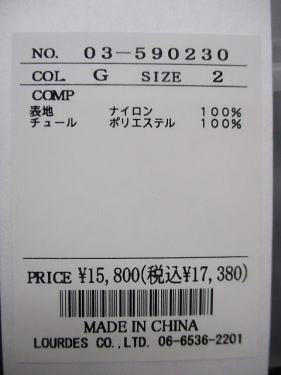 NO. 03-590230
COL. G SIZE 2
COMP
表地 ナイロン 100%
チュール ポリエステル 100%
PRICE ¥15,800(税込¥17,380)
MADE IN CHINA
LOURDES CO.,LTD. 06-6536-2201